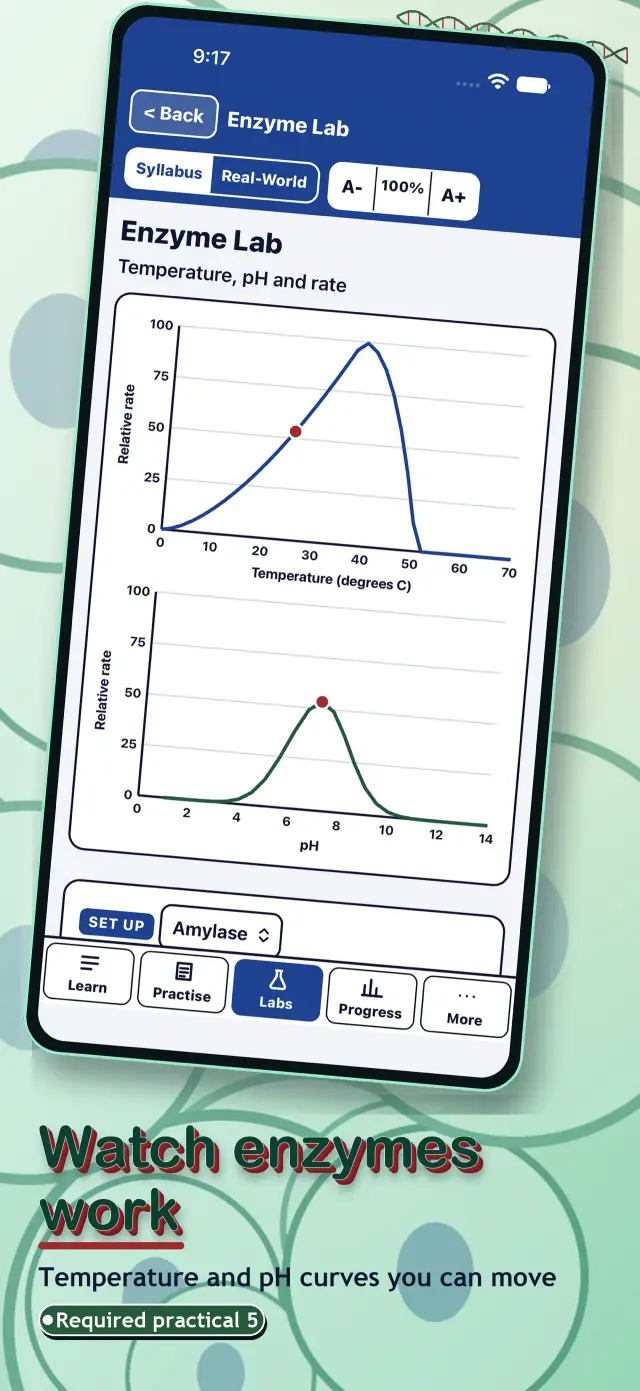 9:17
< Back
Enzyme Lab
Syllabus
Real-World
A-
100%
A+
Enzyme Lab
Temperature, pH and rate
100
75
50
25
0
Relative rate
0 10 20 30 40 50 60 70
Temperature (degrees C)
100
75
50
25
0
Relative rate
0 2 4 6 8 10 12 14
pH
SET UP
Amylase
Learn
Practise
Labs
Progress
More
Watch enzymes
work
Temperature and pH curves you can move
Required practical 5